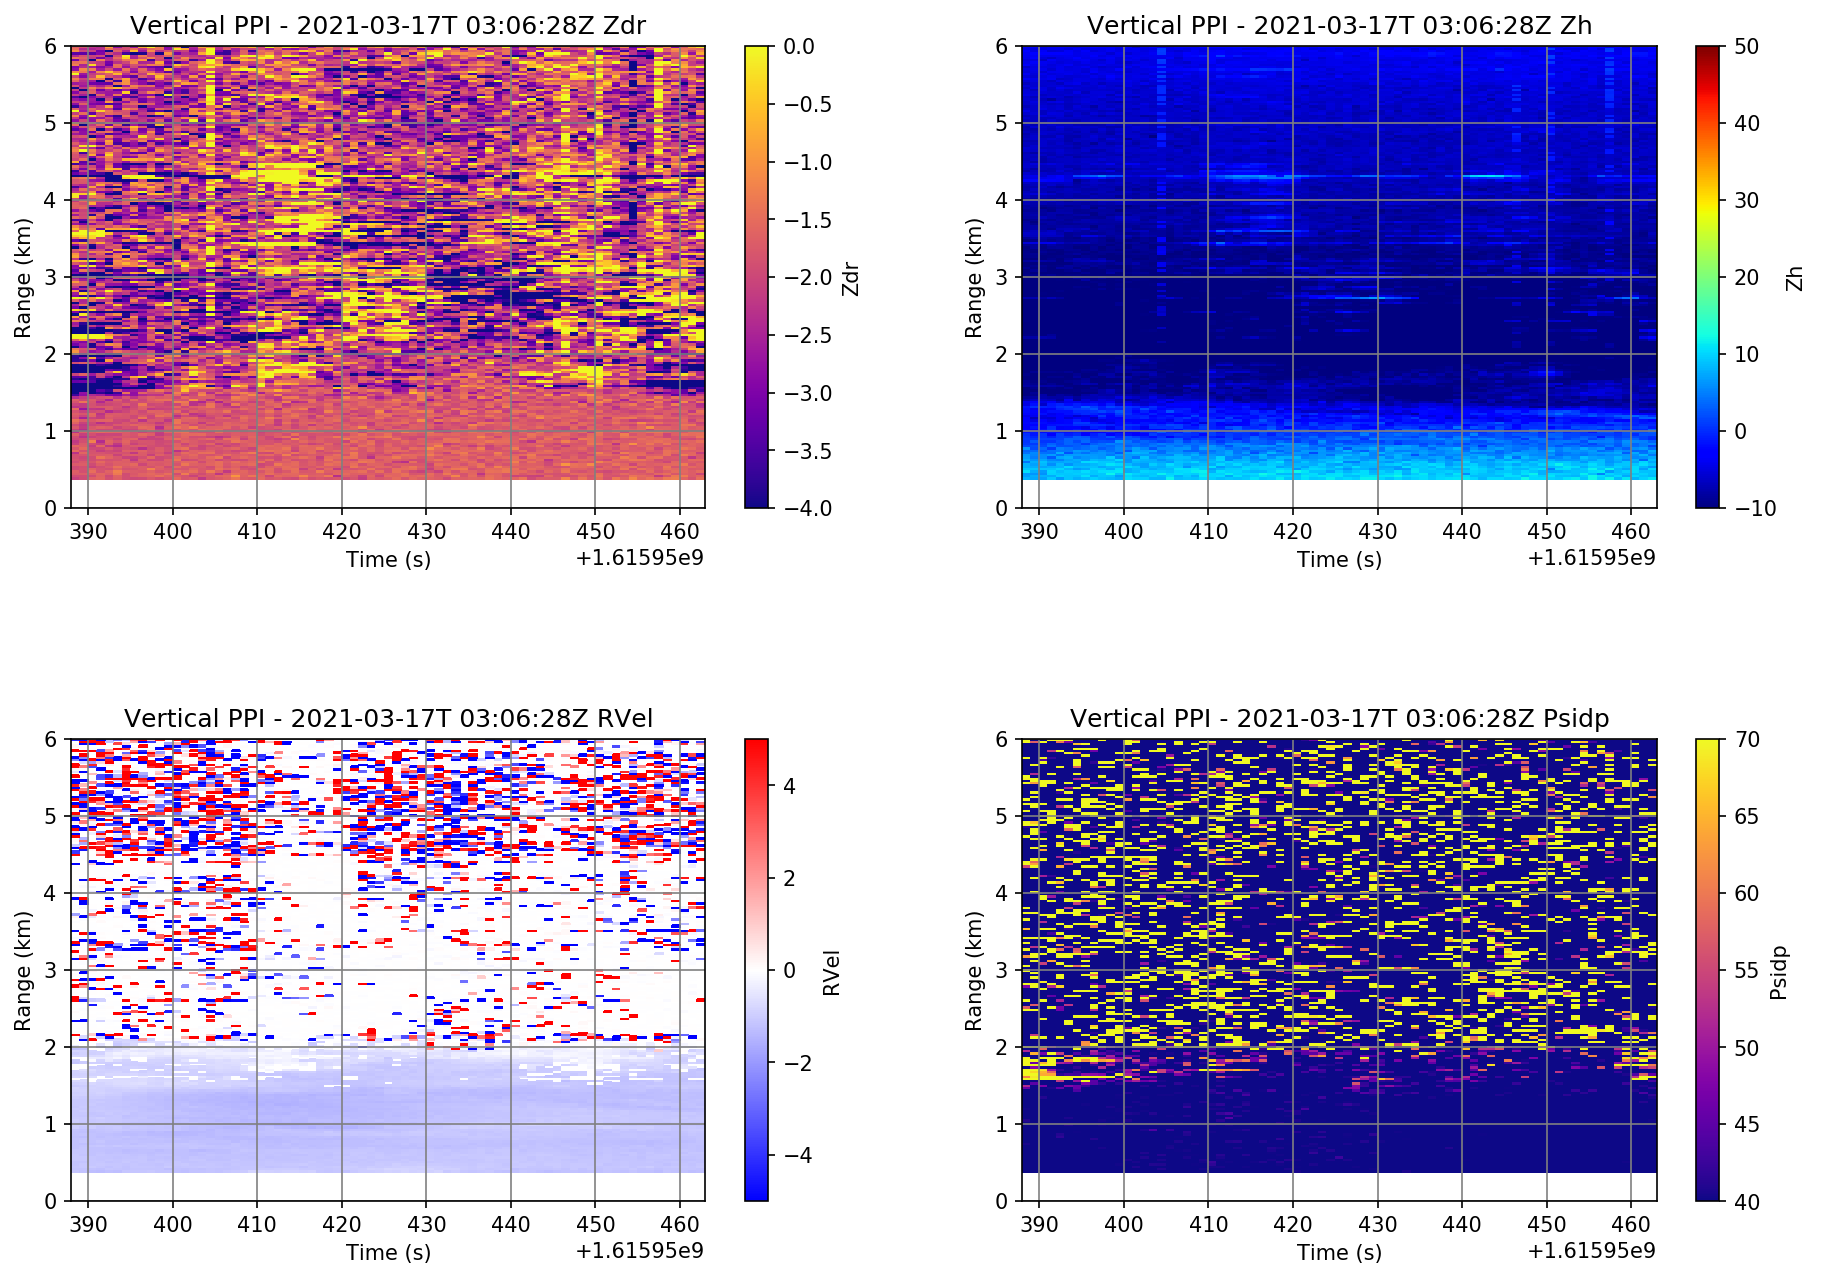 Vertical PPI - 2021-03-17T 03:06:28Z Zdr
6
5
4
3
2
1
0
Range (km)
390 400 410 420 430 440 450 460
Time (s)
+1.61595e9
0.0
−0.5
−1.0
−1.5
−2.0
−2.5
−3.0
−3.5
−4.0
Zdr
Vertical PPI - 2021-03-17T 03:06:28Z Zh
6
5
4
3
2
1
0
Range (km)
390 400 410 420 430 440 450 460
Time (s)
+1.61595e9
50
40
30
20
10
0
−10
Zh
Vertical PPI - 2021-03-17T 03:06:28Z RVel
6
5
4
3
2
1
0
Range (km)
390 400 410 420 430 440 450 460
Time (s)
+1.61595e9
4
2
0
−2
−4
RVel
Vertical PPI - 2021-03-17T 03:06:28Z Psidp
6
5
4
3
2
1
0
Range (km)
390 400 410 420 430 440 450 460
Time (s)
+1.61595e9
70
65
60
55
50
45
40
Psidp